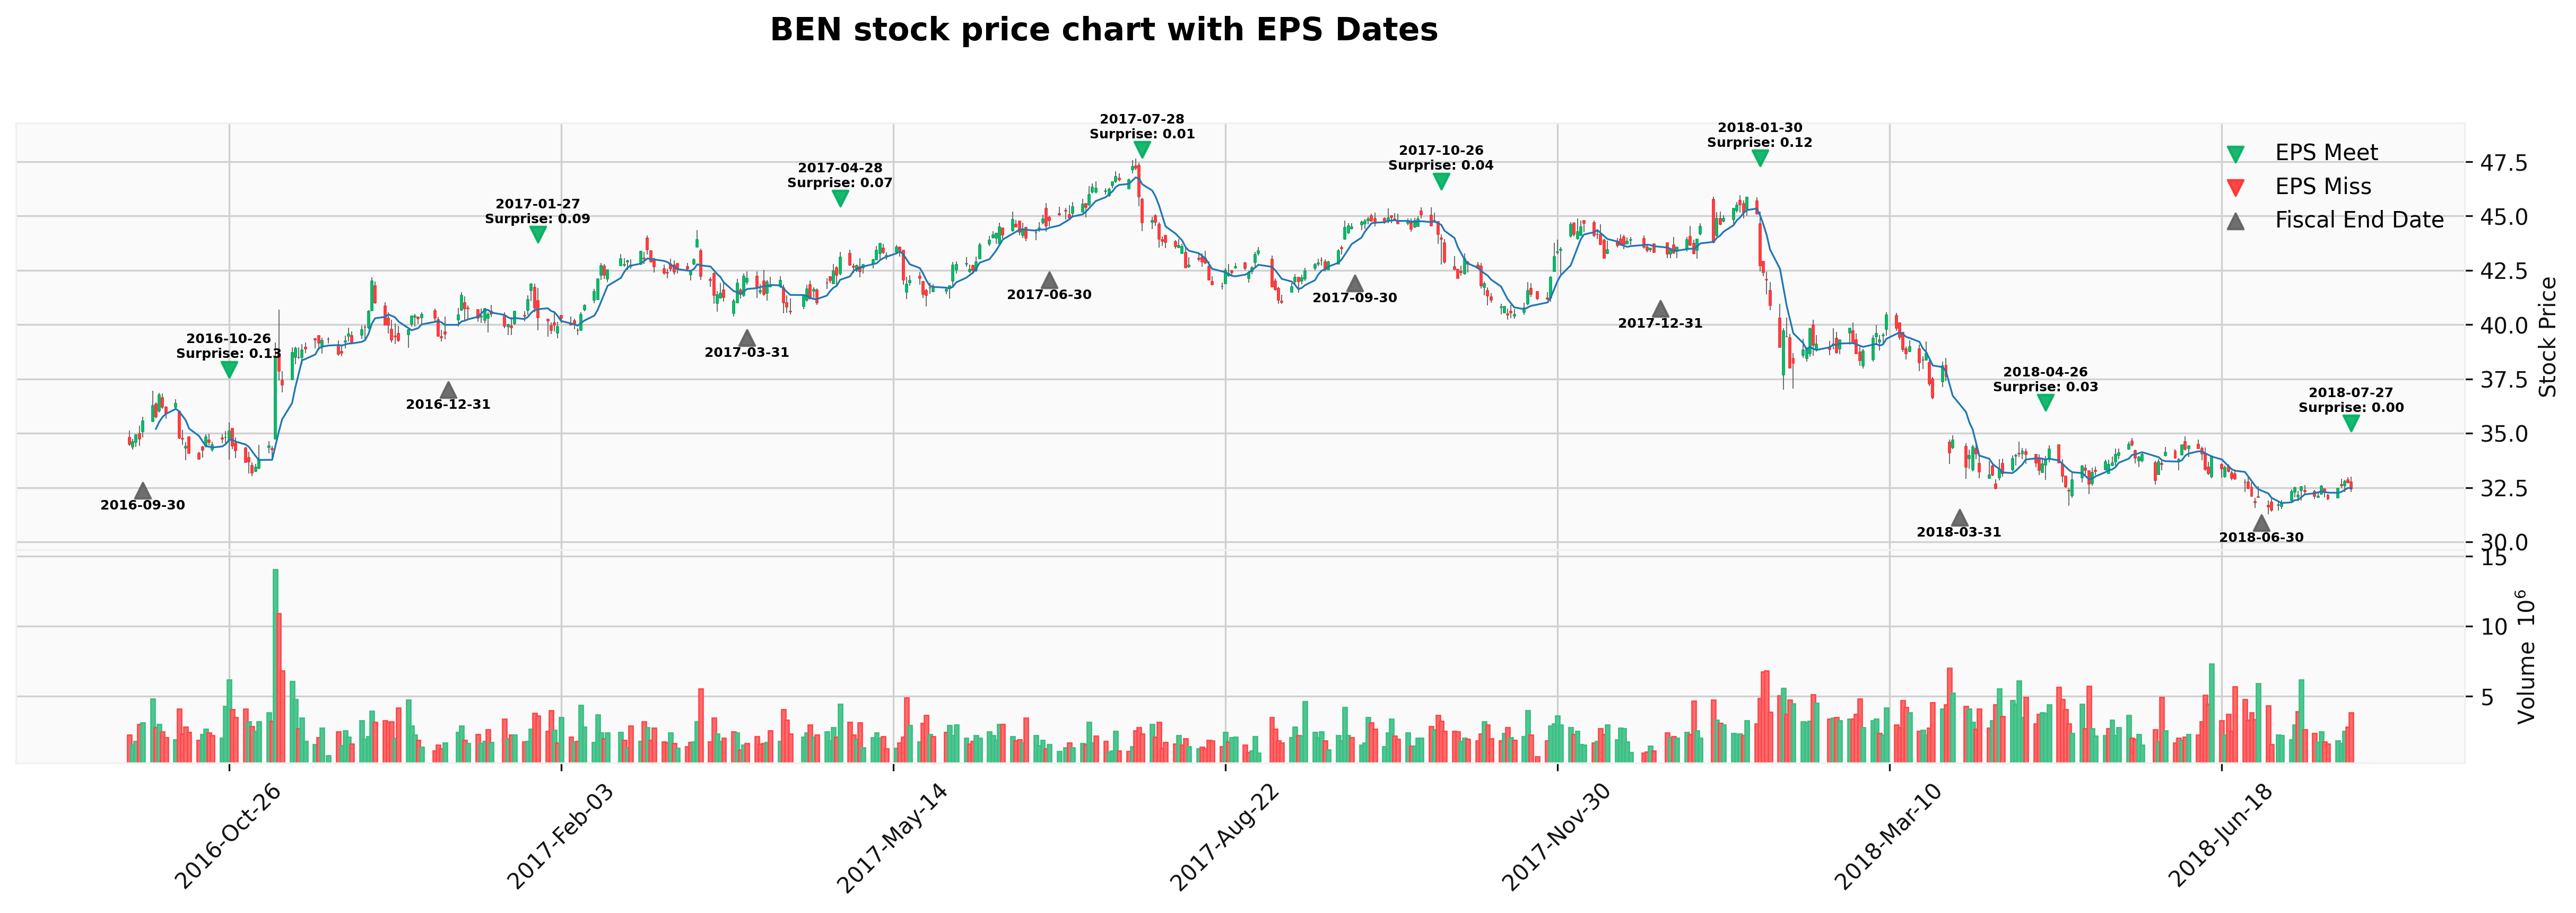 BEN stock price chart with EPS Dates
2017-07-28
Surprise: 0.01
2018-01-30
Surprise: 0.12
2017-10-26
Surprise: 0.04
2017-04-28
Surprise: 0.07
2017-01-27
Surprise: 0.09
2016-10-26
Surprise: 0.13
2018-04-26
Surprise: 0.03
2018-07-27
Surprise: 0.00
EPS Meet
EPS Miss
Fiscal End Date
2016-09-30
2016-12-31
2017-03-31
2017-06-30
2017-09-30
2017-12-31
2018-03-31
2018-06-30
47.5
45.0
42.5
40.0
37.5
35.0
32.5
30.0
Stock Price
15
10
5
Volume 10⁶
2016-Oct-26
2017-Feb-03
2017-May-14
2017-Aug-22
2017-Nov-30
2018-Mar-10
2018-Jun-18